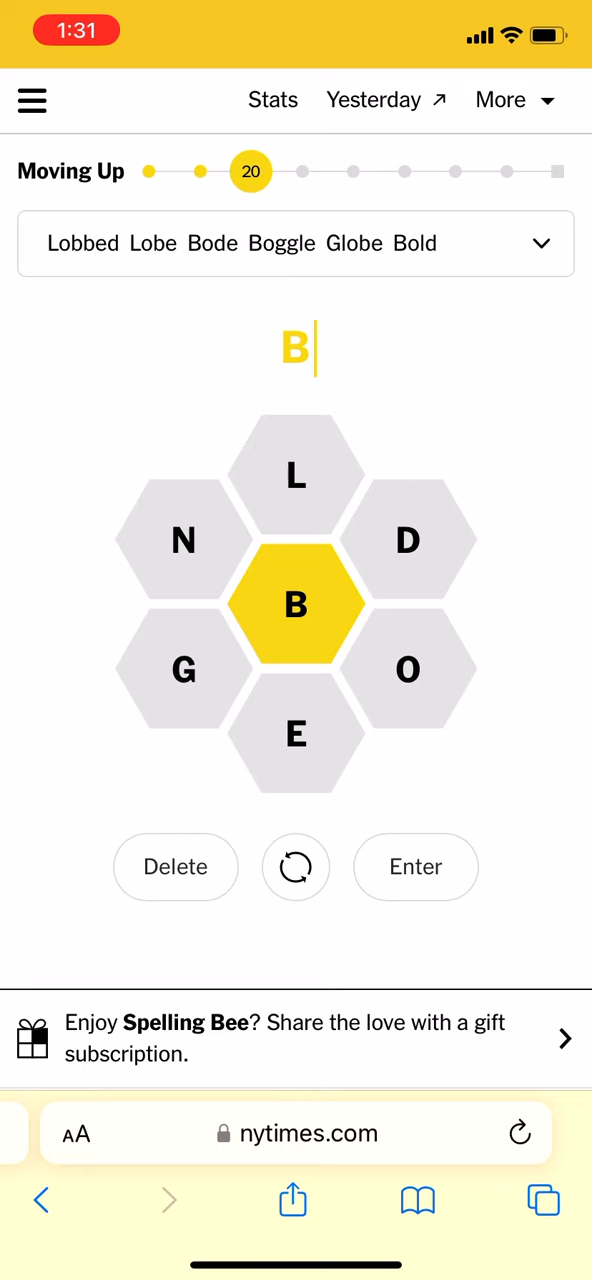 1:31
Stats Yesterday ↗ More
Moving Up 20
Lobbed Lobe Bode Boggle Globe Bold
B
L
N D
B
G O
E
Delete Enter
Enjoy Spelling Bee? Share the love with a gift
subscription.
AA nytimes.com